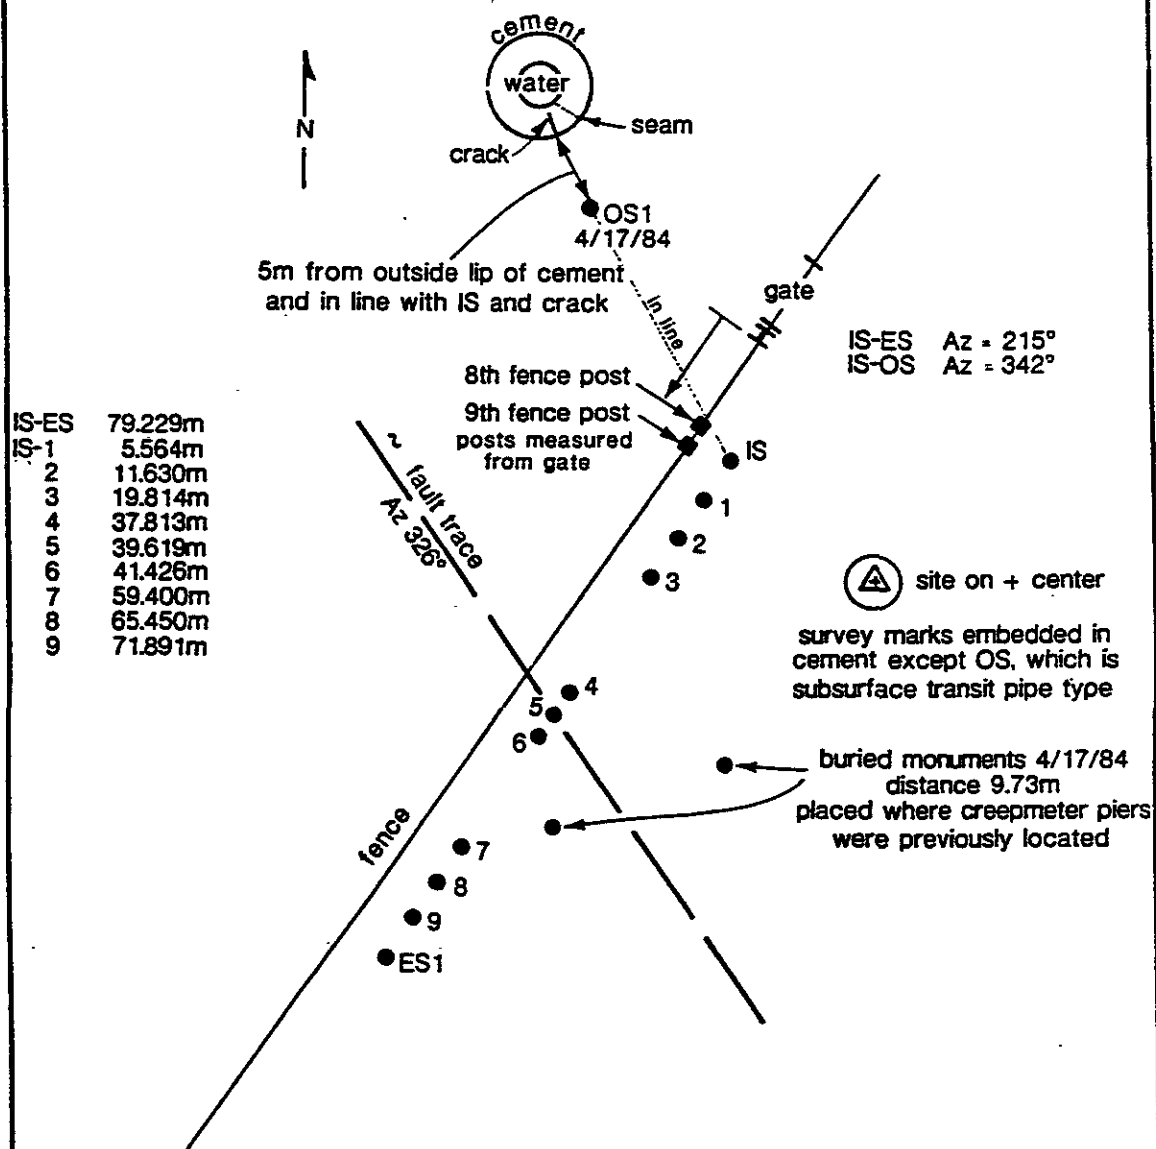 cement
water
seam
N
crack
OS1
4/17/84
5m from outside lip of cement
and in line with IS and crack
in line
gate
IS-ES Az = 215°
IS-OS Az = 342°
8th fence post
9th fence post
posts measured
from gate
IS
IS-ES 79.229m
IS-1 5.564m
2 11.630m
3 19.814m
4 37.813m
5 39.619m
6 41.426m
7 59.400m
8 65.450m
9 71.891m
~ fault trace
Az 326°
1
2
3
site on + center
survey marks embedded in
cement except OS, which is
subsurface transit pipe type
4
5
6
buried monuments 4/17/84
distance 9.73m
placed where creepmeter piers
were previously located
fence
7
8
9
ES1